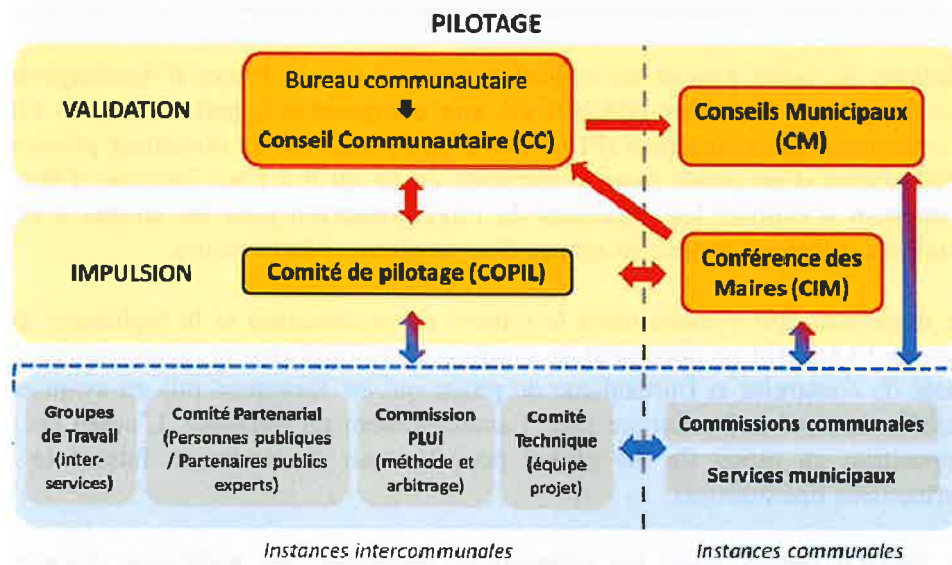 PILOTAGE
VALIDATION
Bureau communautaire
Conseil Communautaire (CC)
Conseils Municipaux
(CM)
IMPULSION
Comité de pilotage (COPIL)
Conférence des
Maires (CIM)
Groupes
de Travail
(inter-
services)
Comité Partenarial
(Personnes publiques
/ Partenaires publics
experts)
Commission
PLUi
(méthode et
arbitrage)
Comité
Technique
(équipe
projet)
Commissions communales
Services municipaux
Instances intercommunales
Instances communales